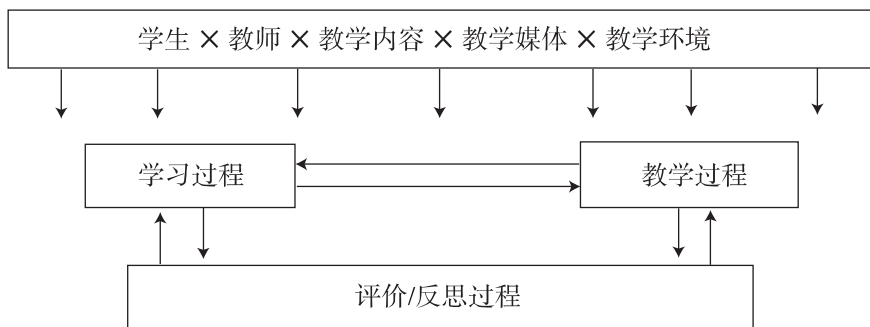 学生 × 教师 × 教学内容 × 教学媒体 × 教学环境
学习过程
教学过程
评价/反思过程